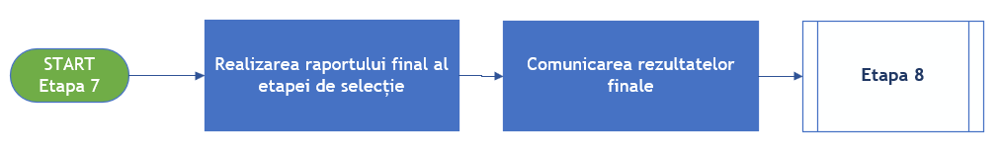 START
Etapa 7
Realizarea raportului final al
etapei de selecție
Comunicarea rezultatelor
finale
Etapa 8